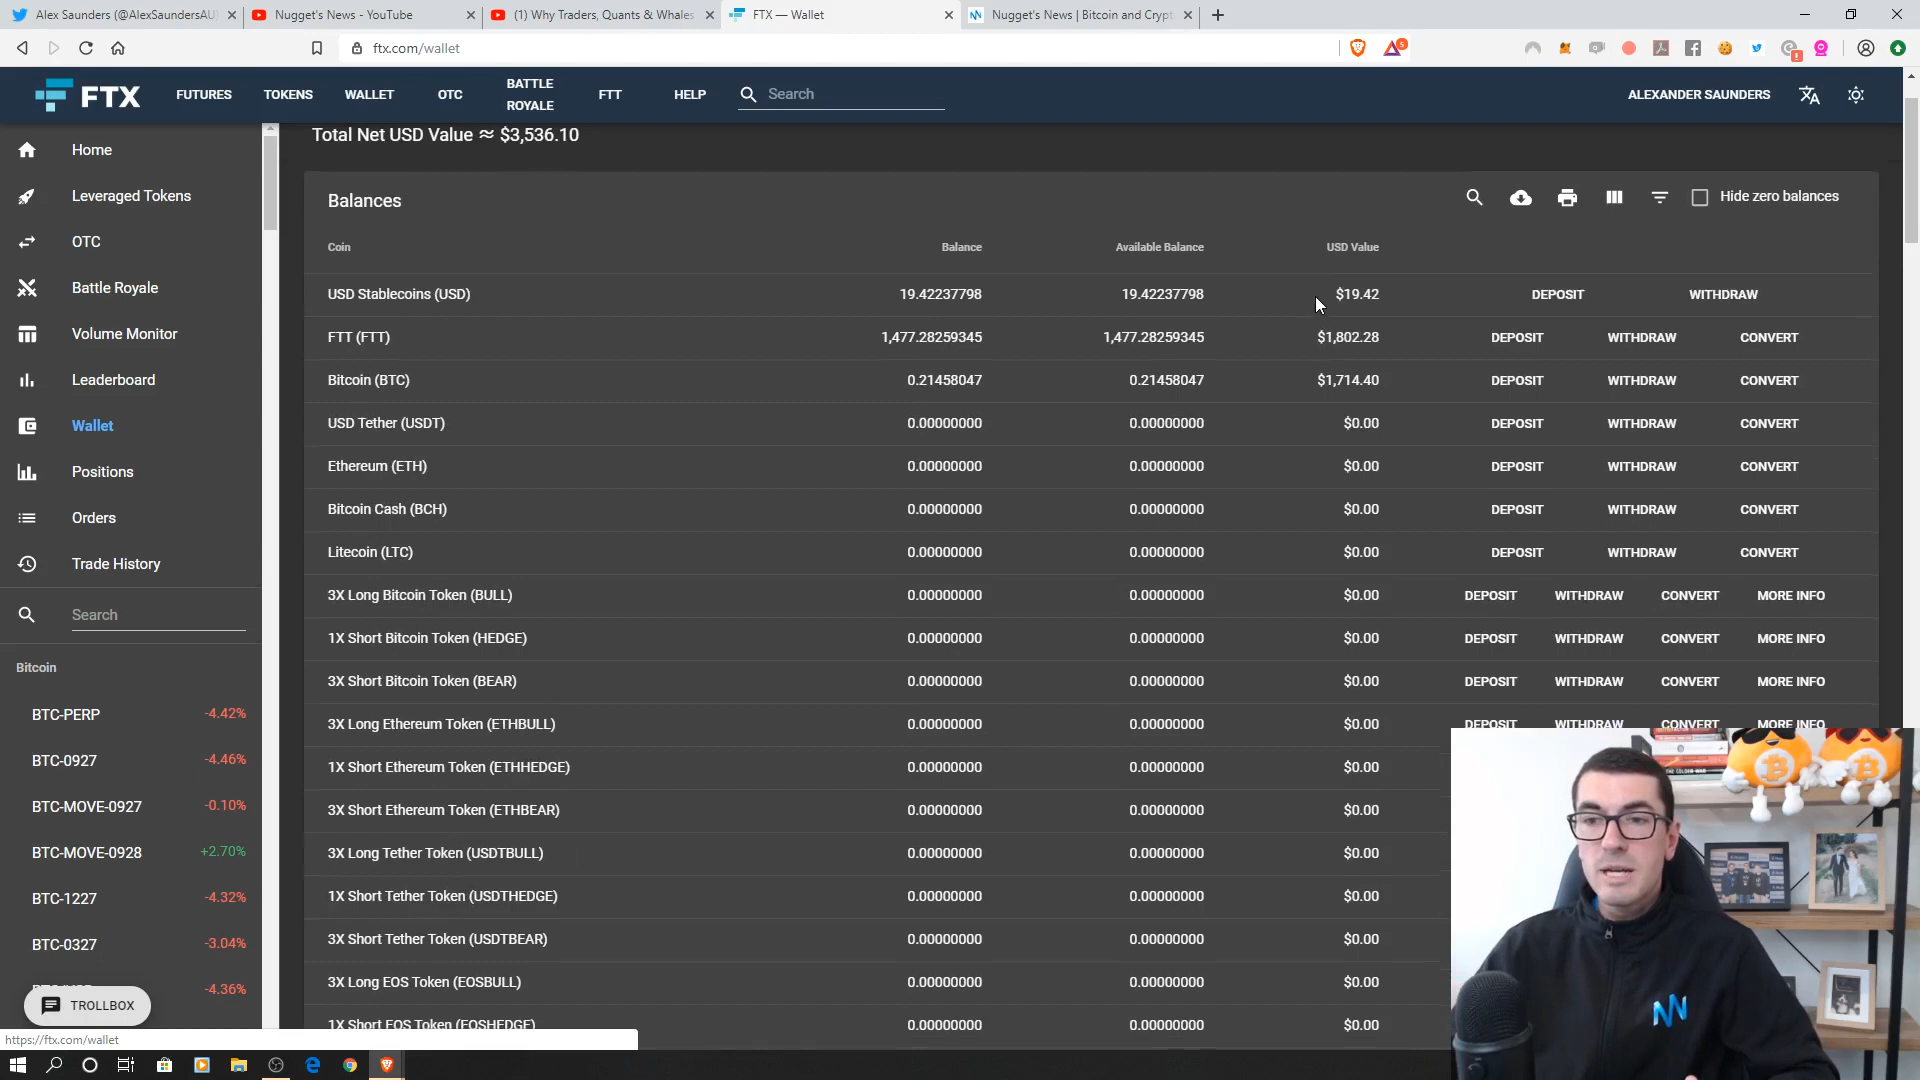 Alex Saunders (@AlexSaundersAU)
Nugget's News - YouTube
(1) Why Traders, Quants & Whales
FTX — Wallet
Nugget's News | Bitcoin and Crypt
ftx.com/wallet
FTX
FUTURES
TOKENS
WALLET
OTC
BATTLE
ROYALE
FTT
HELP
Search
ALEXANDER SAUNDERS
Home
Leveraged Tokens
OTC
Battle Royale
Volume Monitor
Leaderboard
Wallet
Positions
Orders
Trade History
Search
Bitcoin
BTC-PERP -4.42%
BTC-0927 -4.46%
BTC-MOVE-0927 -0.10%
BTC-MOVE-0928 +2.70%
BTC-1227 -4.32%
BTC-0327 -3.04%
-4.36%
TROLLBOX
https://ftx.com/wallet
Total Net USD Value ≈ $3,536.10
Balances
Hide zero balances
Coin Balance Available Balance USD Value
USD Stablecoins (USD) 19.42237798 19.42237798 $19.42 DEPOSIT WITHDRAW
FTT (FTT) 1,477.28259345 1,477.28259345 $1,802.28 DEPOSIT WITHDRAW CONVERT
Bitcoin (BTC) 0.21458047 0.21458047 $1,714.40 DEPOSIT WITHDRAW CONVERT
USD Tether (USDT) 0.00000000 0.00000000 $0.00 DEPOSIT WITHDRAW CONVERT
Ethereum (ETH) 0.00000000 0.00000000 $0.00 DEPOSIT WITHDRAW CONVERT
Bitcoin Cash (BCH) 0.00000000 0.00000000 $0.00 DEPOSIT WITHDRAW CONVERT
Litecoin (LTC) 0.00000000 0.00000000 $0.00 DEPOSIT WITHDRAW CONVERT
3X Long Bitcoin Token (BULL) 0.00000000 0.00000000 $0.00 DEPOSIT WITHDRAW CONVERT MORE INFO
1X Short Bitcoin Token (HEDGE) 0.00000000 0.00000000 $0.00 DEPOSIT WITHDRAW CONVERT MORE INFO
3X Short Bitcoin Token (BEAR) 0.00000000 0.00000000 $0.00 DEPOSIT WITHDRAW CONVERT MORE INFO
3X Long Ethereum Token (ETHBULL) 0.00000000 0.00000000 $0.00 DEPOSIT WITHDRAW CONVERT MORE INFO
1X Short Ethereum Token (ETHHEDGE) 0.00000000 0.00000000 $0.00
3X Short Ethereum Token (ETHBEAR) 0.00000000 0.00000000 $0.00
3X Long Tether Token (USDTBULL) 0.00000000 0.00000000 $0.00
1X Short Tether Token (USDTHEDGE) 0.00000000 0.00000000 $0.00
3X Short Tether Token (USDTBEAR) 0.00000000 0.00000000 $0.00
3X Long EOS Token (EOSBULL) 0.00000000 0.00000000 $0.00
1X Short EOS Token (EOSHEDGE) 0.00000000 0.00000000 $0.00